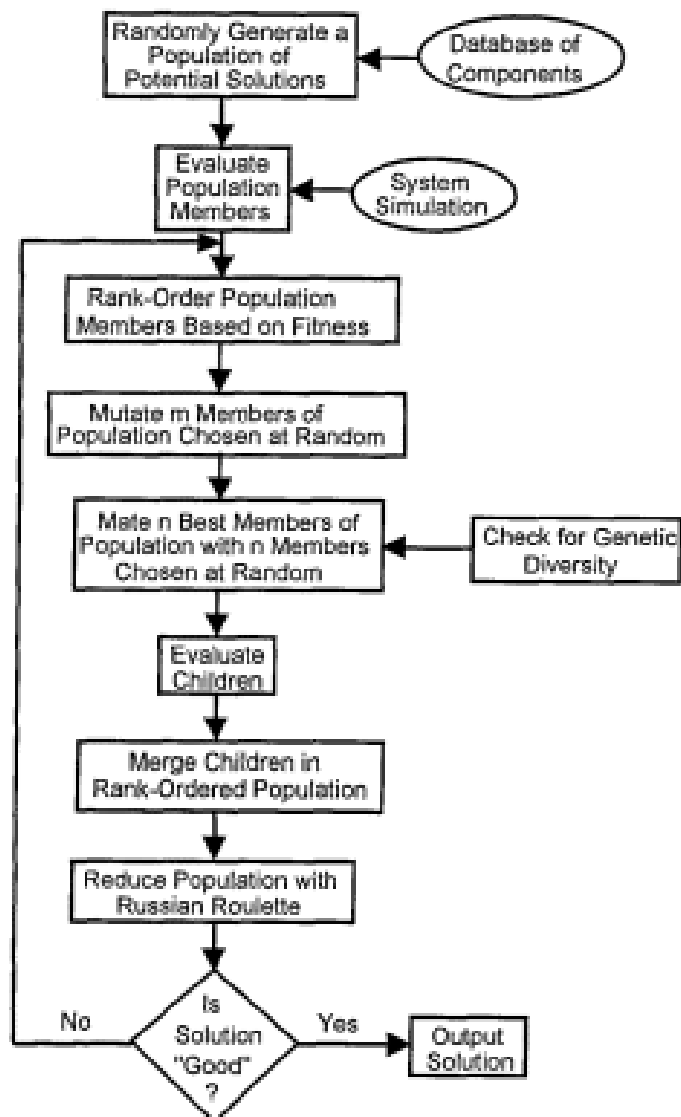 Randomly Generate a
Population of
Potential Solutions
Database of
Components
Evaluate
Population
Members
System
Simulation
Rank-Order Population
Members Based on Fitness
Mutate m Members of
Population Chosen at Random
Mate n Best Members of
Population with n Members
Chosen at Random
Check for Genetic
Diversity
Evaluate
Children
Merge Children in
Rank-Ordered Population
Reduce Population with
Russian Roulette
Is
Solution
"Good"
?
No
Yes
Output
Solution